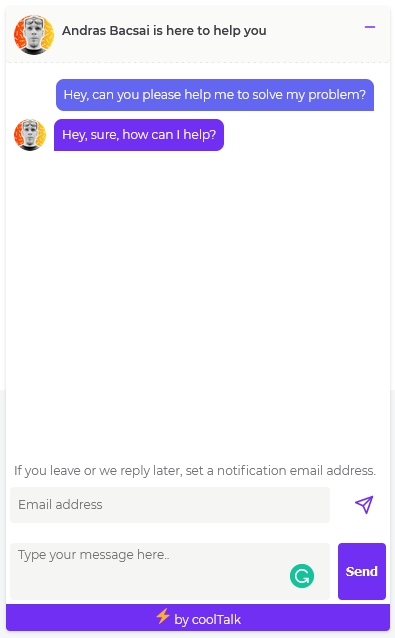 Andras Bacsai is here to help you
Hey, can you please help me to solve my problem?
Hey, sure, how can I help?
If you leave or we reply later, set a notification email address.
Email address
Type your message here..
Send
⚡ by coolTalk